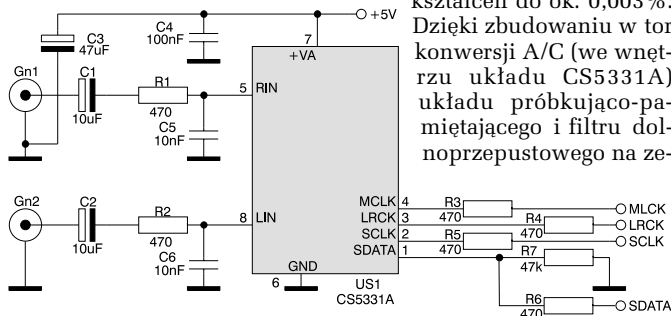 kształceń do ok. 0,003%.
Dzięki zbudowaniu w tor
konwersji A/C (we wnęt-
rzu układu CS5331A)
układu próbkująco-pa-
miętającego i filtru dol-
noprzepustowego na ze-
+5V
C3
47uF
C4
100nF
7
+VA
Gn1
C1
10uF
R1
470
5
RIN
C5
10nF
Gn2
C2
10uF
R2
470
8
LIN
C6
10nF
MCLK 4
LRCK 3
SCLK 2
SDATA 1
R3
470
MLCK
R4
470
LRCK
R5
470
SCLK
R7
47k
R6
470
SDATA
GND
6
US1
CS5331A